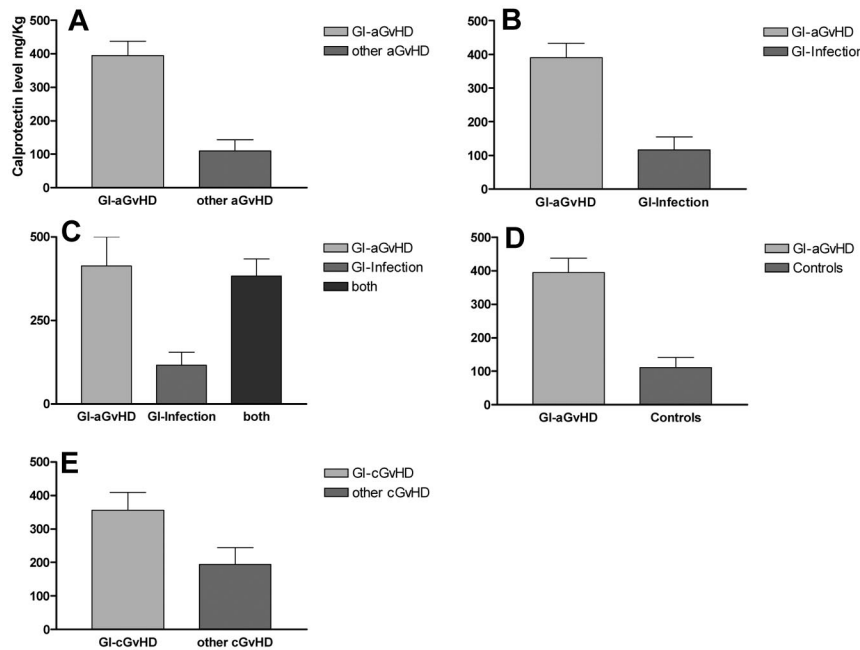 A
Calprotectin level mg/Kg
500
400
300
200
100
0
GI-aGvHD
other aGvHD
GI-aGvHD
other aGvHD
B
500
400
300
200
100
0
GI-aGvHD
GI-Infection
GI-aGvHD
GI-Infection
C
500
250
0
GI-aGvHD
GI-Infection
both
GI-aGvHD
GI-Infection
both
D
500
400
300
200
100
0
GI-aGvHD
Controls
GI-aGvHD
Controls
E
500
400
300
200
100
0
GI-cGvHD
other cGvHD
GI-cGvHD
other cGvHD